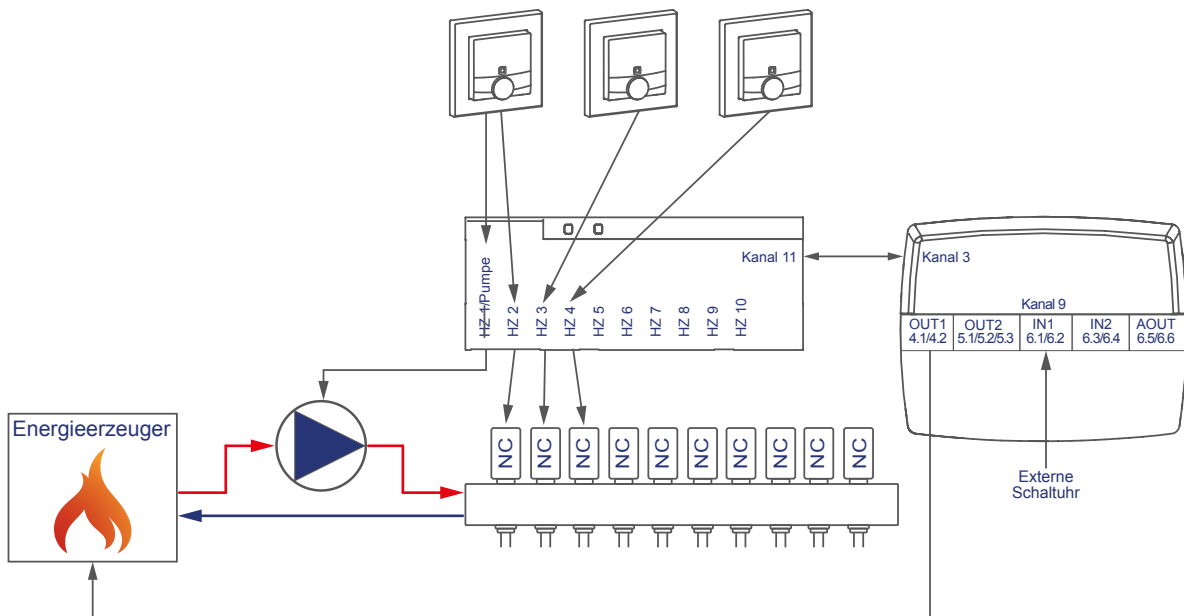 Kanal 11
Kanal 3
HZ 1/Pumpe
HZ 2
HZ 3
HZ 4
HZ 5
HZ 6
HZ 7
HZ 8
HZ 9
HZ 10
Kanal 9
OUT1
4.1/4.2
OUT2
5.1/5.2/5.3
IN1
6.1/6.2
IN2
6.3/6.4
AOUT
6.5/6.6
Energieerzeuger
NC
NC
NC
NC
NC
NC
NC
NC
NC
NC
Externe
Schaltuhr